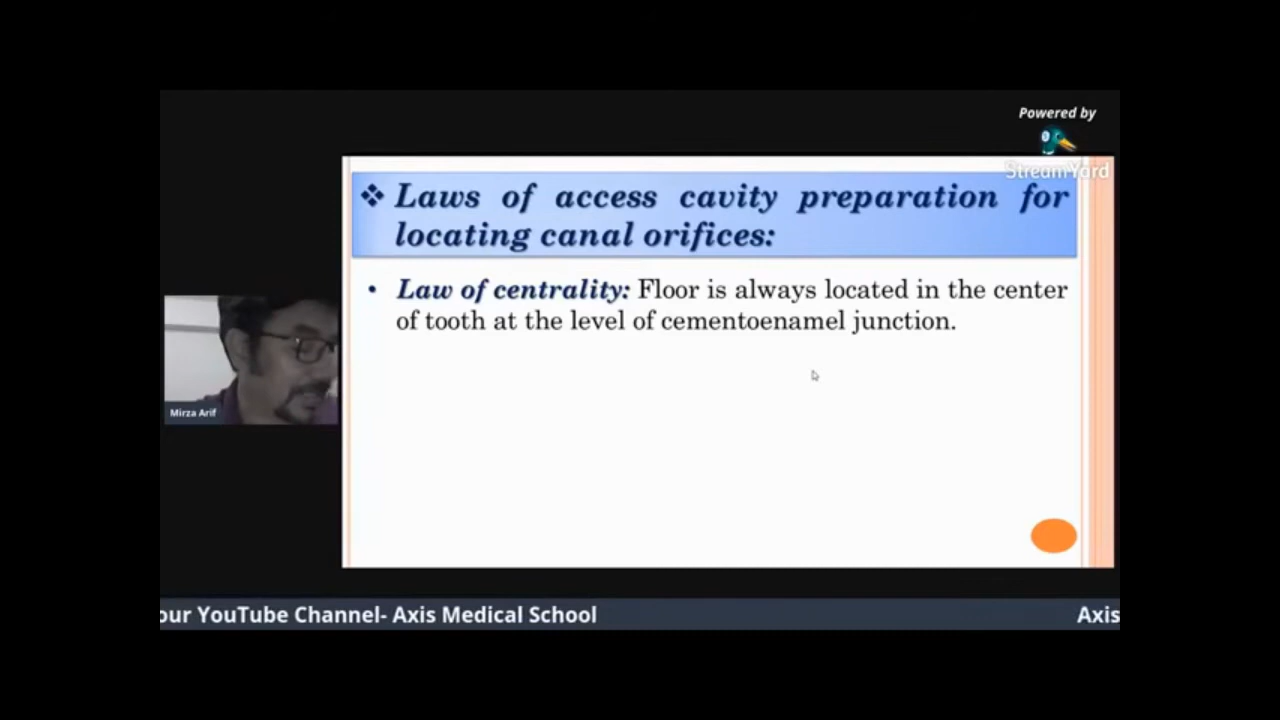 Powered by
StreamYard
❖ Laws of access cavity preparation for
locating canal orifices:
• Law of centrality: Floor is always located in the center
of tooth at the level of cementoenamel junction.
Mirza Arif
our YouTube Channel- Axis Medical School
Axis